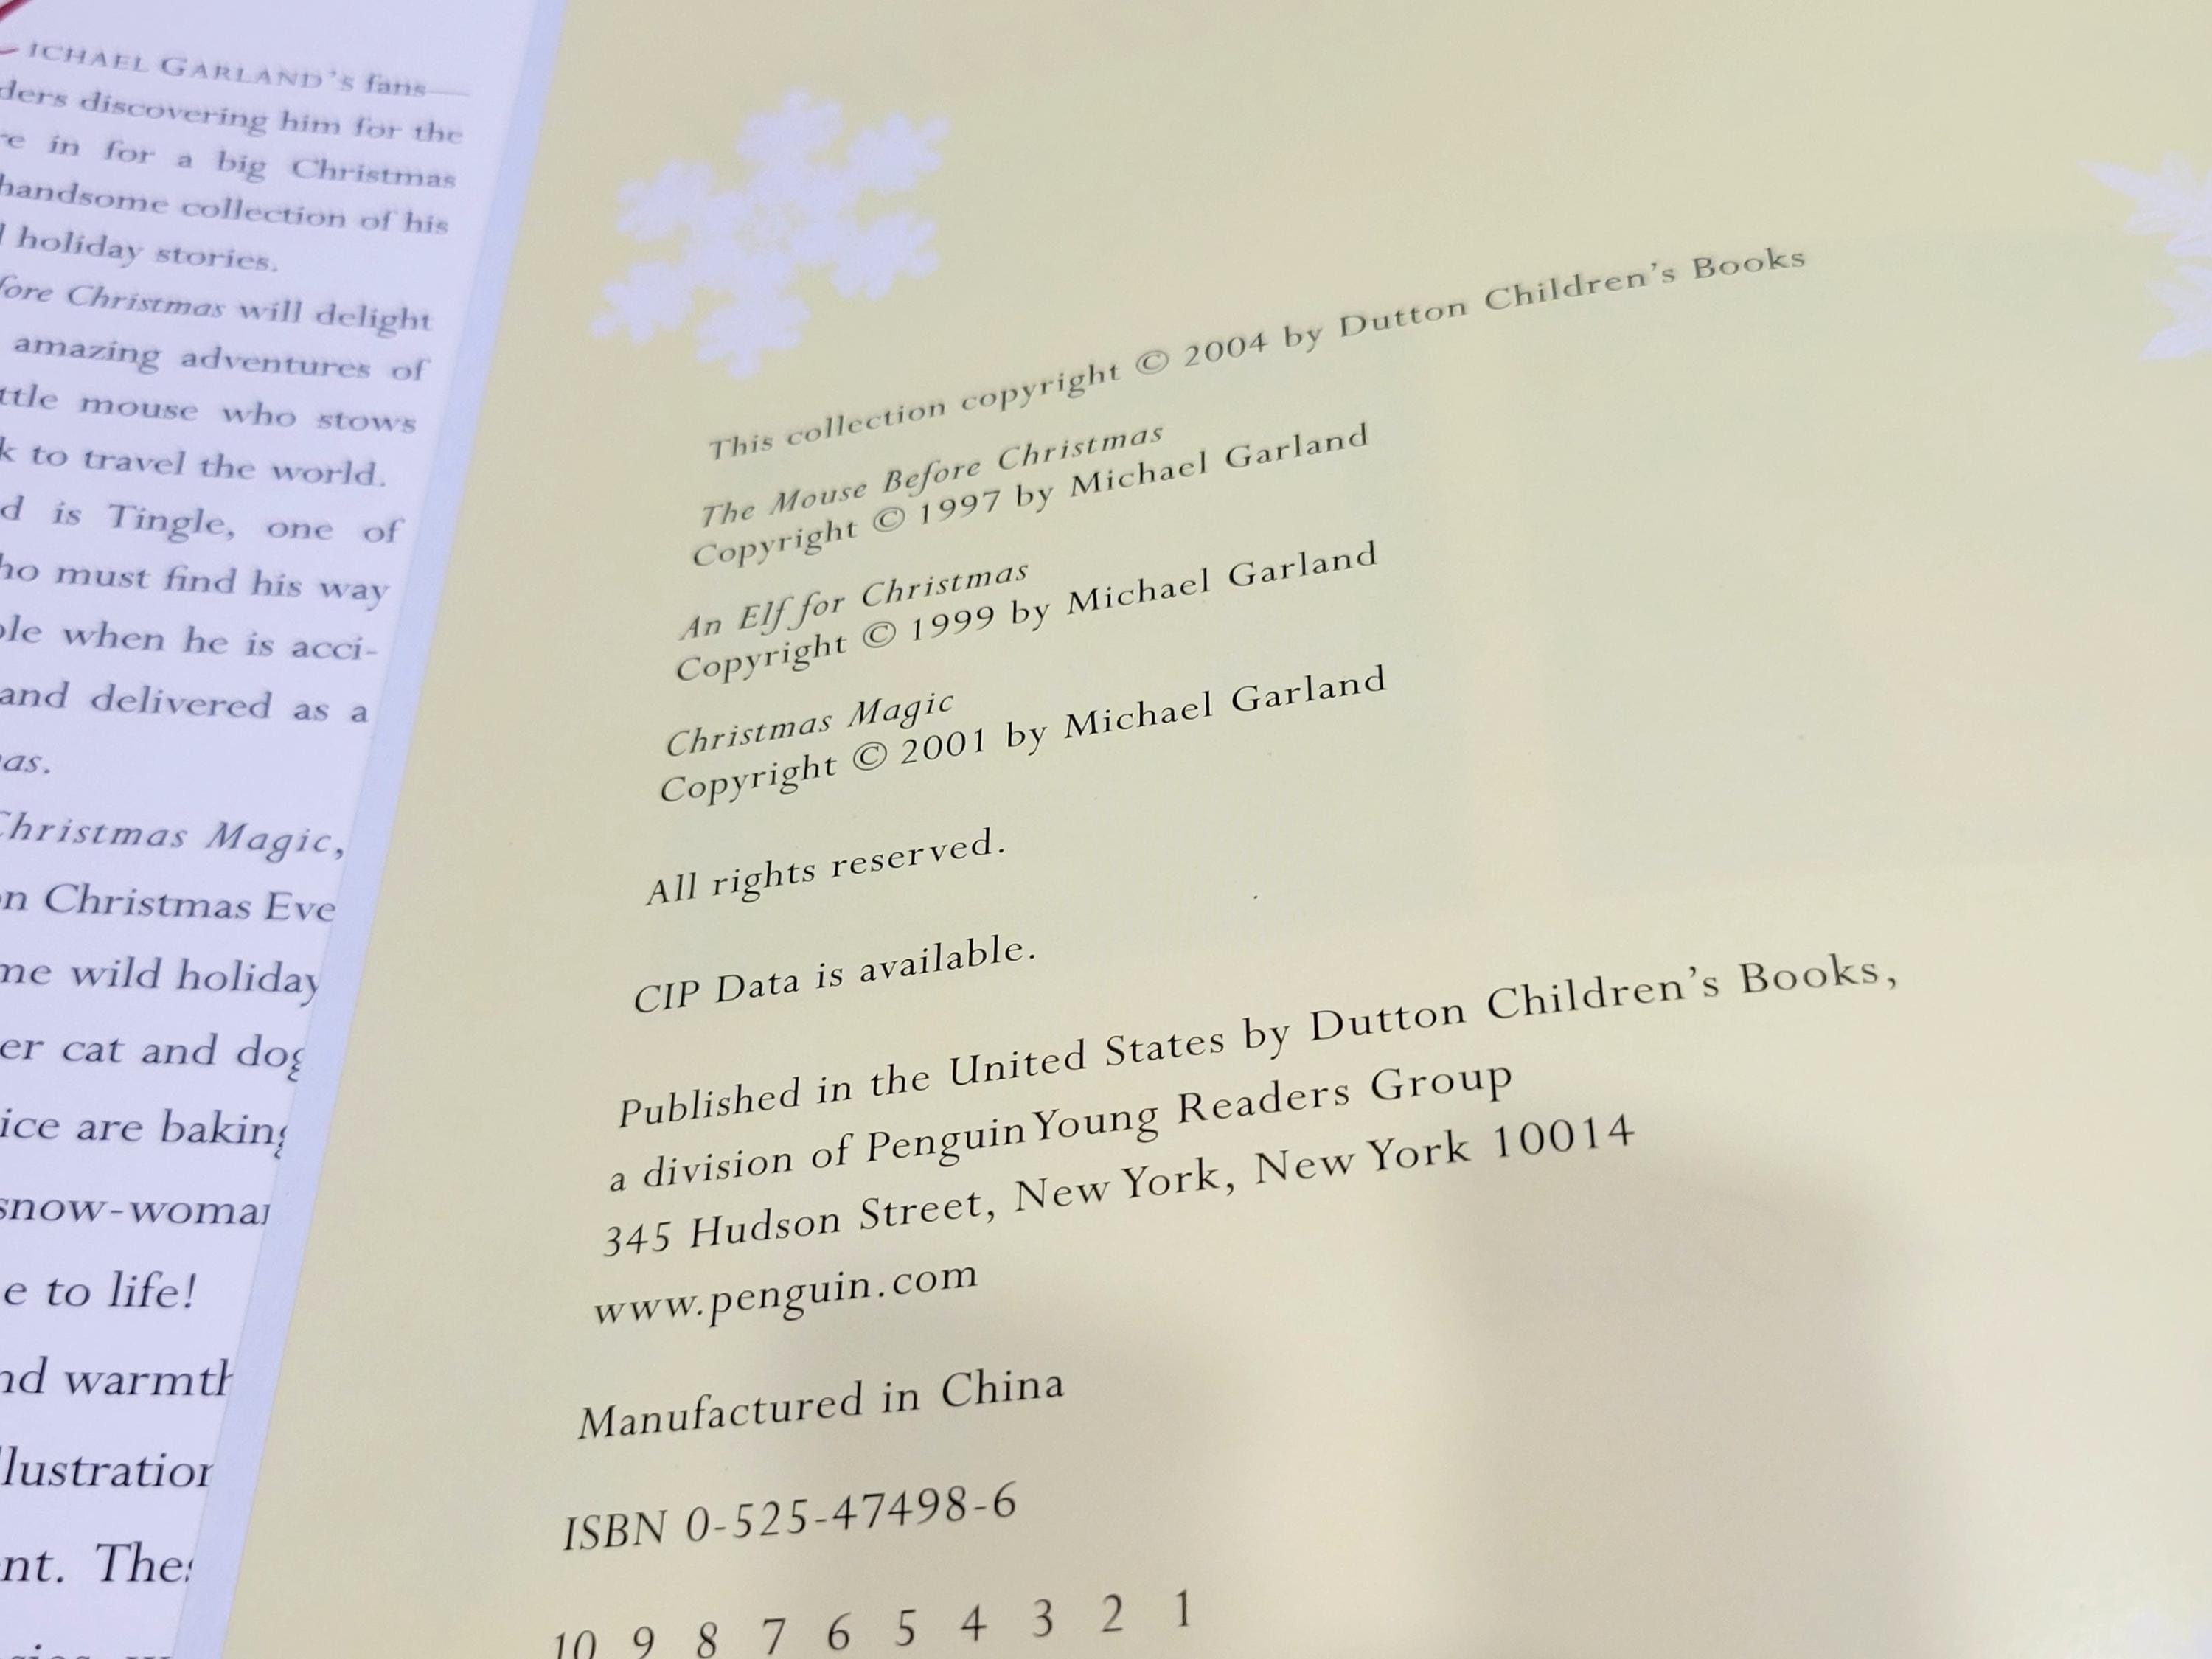 ICHAEL GARLAND's fans—
ders discovering him for the
re in for a big Christmas
handsome collection of his
holiday stories.
fore Christmas will delight
amazing adventures of
ttle mouse who stows
k to travel the world.
d is Tingle, one of
ho must find his way
ole when he is acci-
and delivered as a
as.
Christmas Magic,
on Christmas Eve
me wild holiday
er cat and dog
ice are baking
snow-woman
e to life!
nd warmth
llustration
nt. Thes
This collection copyright © 2004 by Dutton Children's Books
The Mouse Before Christmas
Copyright © 1997 by Michael Garland
An Elf for Christmas
Copyright © 1999 by Michael Garland
Christmas Magic
Copyright © 2001 by Michael Garland
All rights reserved.
CIP Data is available.
Published in the United States by Dutton Children's Books,
a division of Penguin Young Readers Group
345 Hudson Street, New York, New York 10014
www.penguin.com
Manufactured in China
ISBN 0-525-47498-6
10 9 8 7 6 5 4 3 2 1